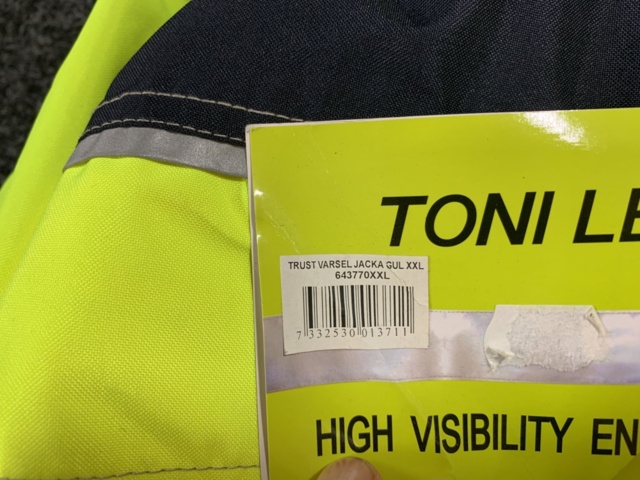 TONI LE
TRUST VARSEL JACKA GUL XXL
643770XXL
7 332530 013711
HIGH VISIBILITY EN